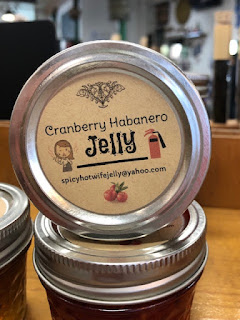 Cranberry Habanero
Jelly
spicyhotwifejelly@yahoo.com